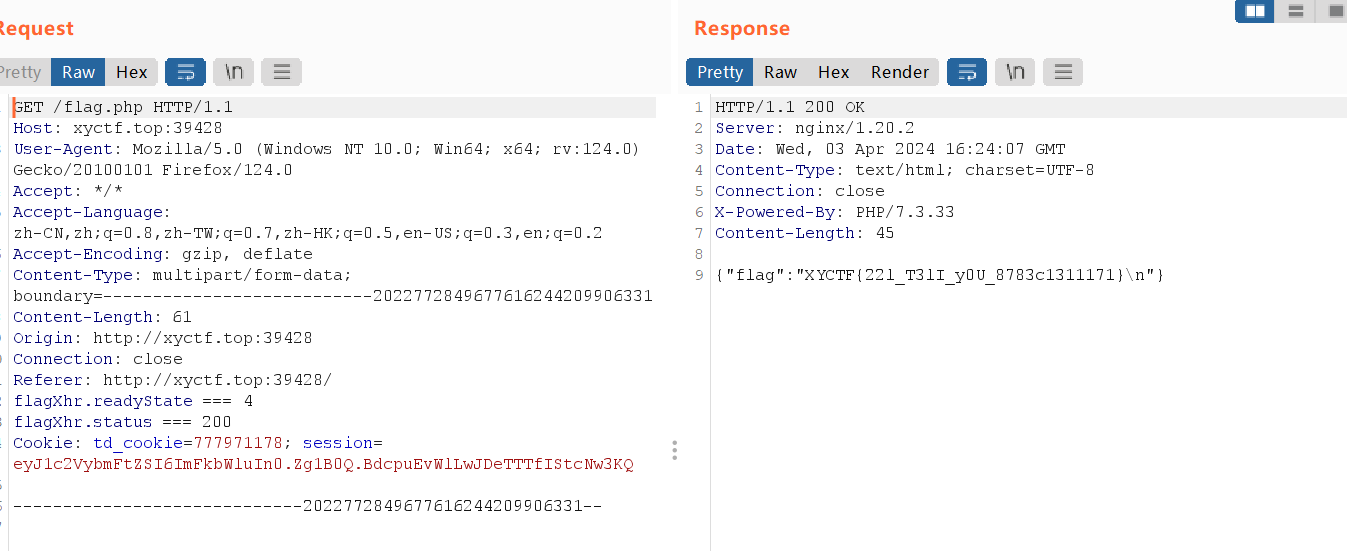 Request
Response
Pretty Raw Hex \n
Pretty Raw Hex Render \n
GET /flag.php HTTP/1.1
Host: xyctf.top:39428
User-Agent: Mozilla/5.0 (Windows NT 10.0; Win64; x64; rv:124.0)
Gecko/20100101 Firefox/124.0
Accept: */*
Accept-Language:
zh-CN,zh;q=0.8,zh-TW;q=0.7,zh-HK;q=0.5,en-US;q=0.3,en;q=0.2
Accept-Encoding: gzip, deflate
Content-Type: multipart/form-data;
boundary=---------------------------2022772849677616244209906331
Content-Length: 61
Origin: http://xyctf.top:39428
Connection: close
Referer: http://xyctf.top:39428/
flagXhr.readyState === 4
flagXhr.status === 200
Cookie: td_cookie=777971178; session=
eyJ1c2VybmFtZSI6ImFkbWluIn0.Zg1B0Q.BdcpuEvWlLwJDeTTTfIStcNw3KQ
-----------------------------2022772849677616244209906331--
1 HTTP/1.1 200 OK
2 Server: nginx/1.20.2
3 Date: Wed, 03 Apr 2024 16:24:07 GMT
4 Content-Type: text/html; charset=UTF-8
5 Connection: close
6 X-Powered-By: PHP/7.3.33
7 Content-Length: 45
8
9 {"flag":"XYCTF{22l_T3lI_y0U_8783c1311171}\n"}